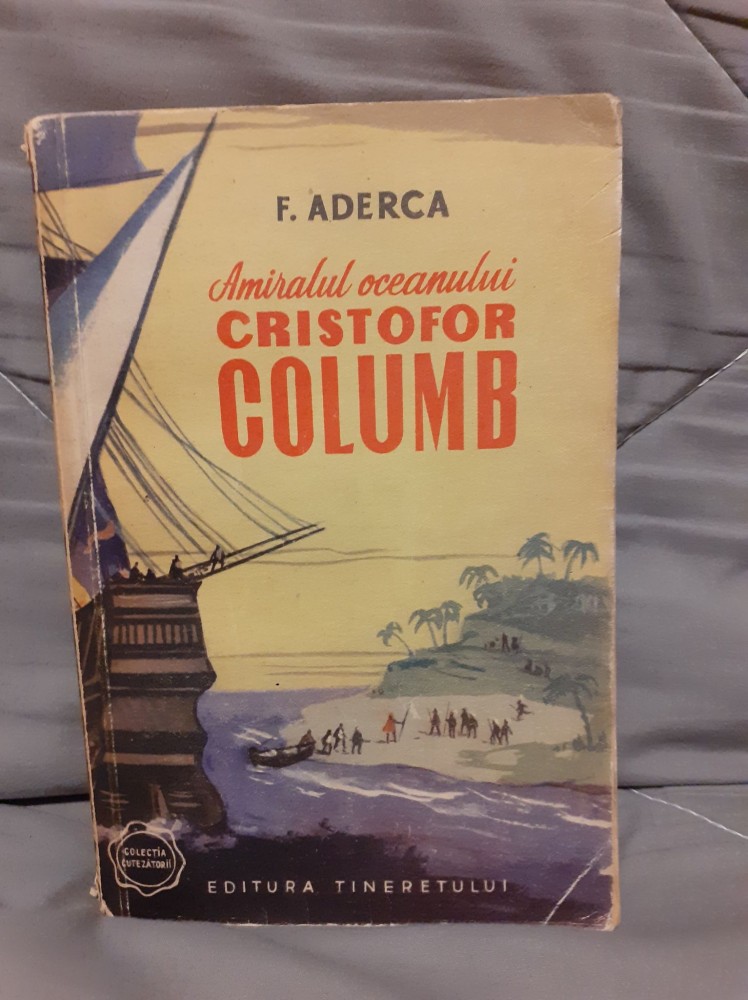 F. ADERCA
Amiralul oceanului
CRISTOFOR
COLUMB
COLECȚIA
CUTEZĂTORII
EDITURA TINERETULUI